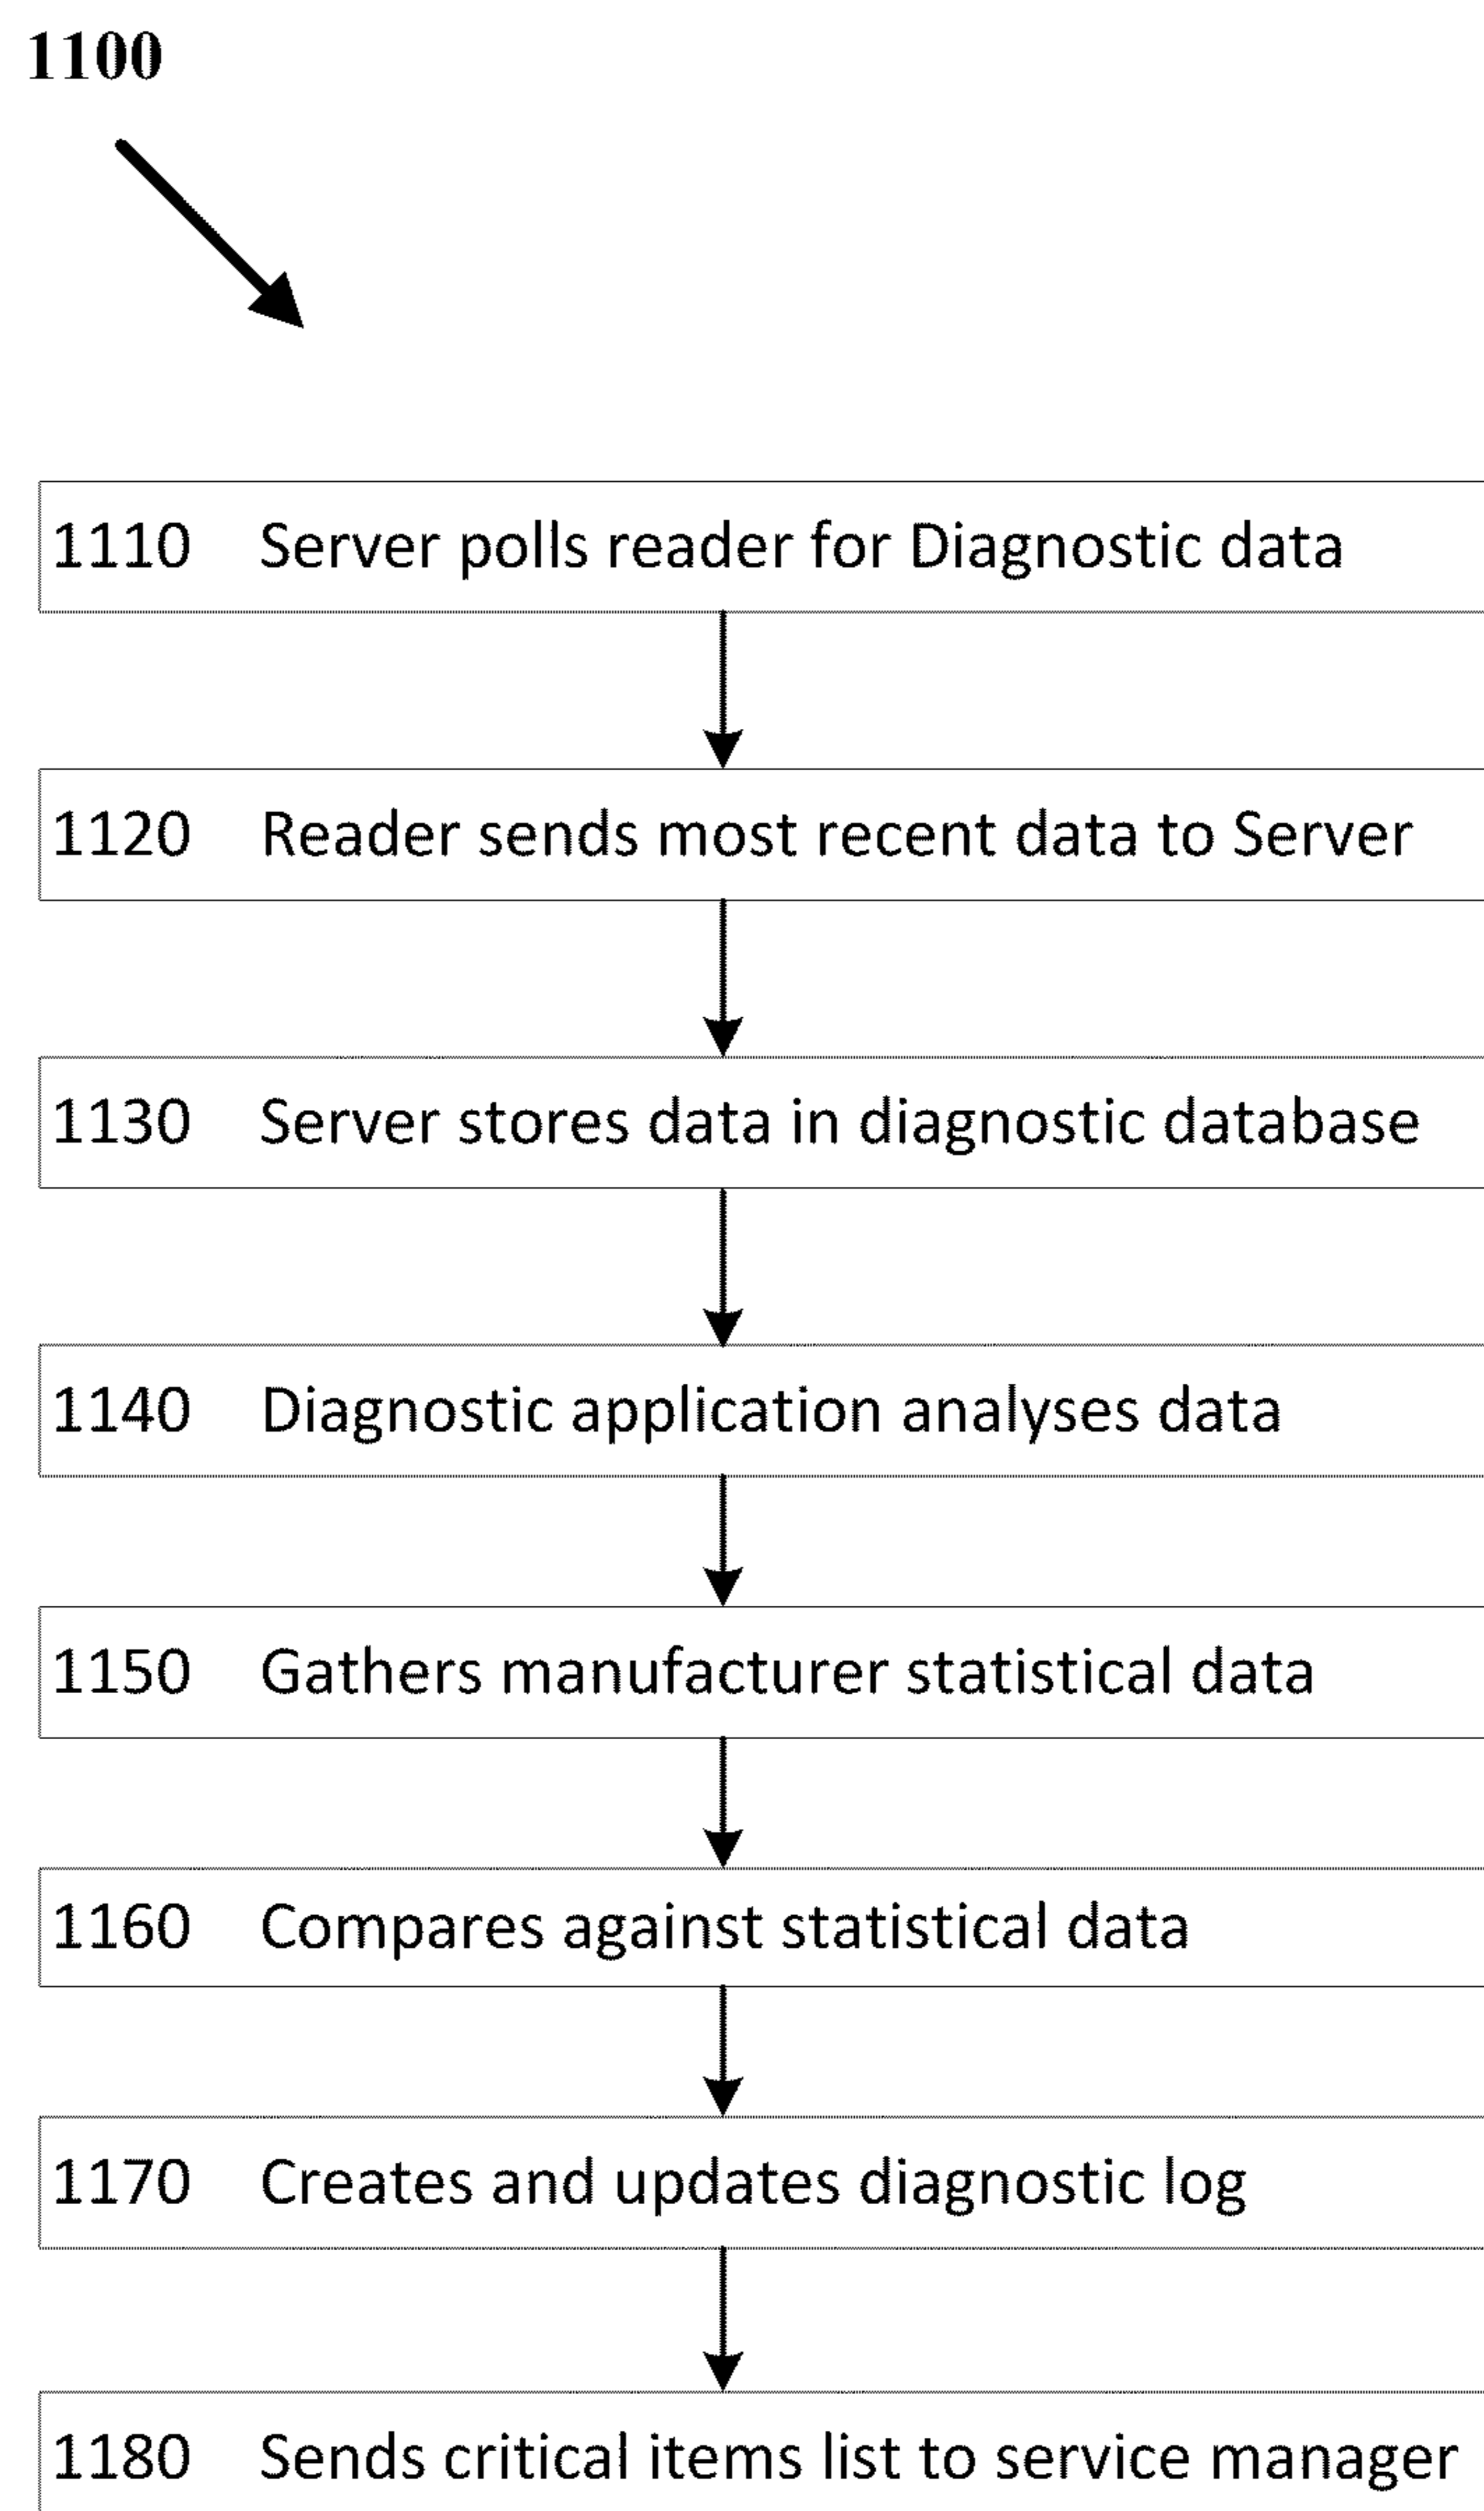 1100
1110 Server polls reader for Diagnostic data
1120 Reader sends most recent data to Server
1130 Server stores data in diagnostic database
1140 Diagnostic application analyses data
1150 Gathers manufacturer statistical data
1160 Compares against statistical data
1170 Creates and updates diagnostic log
1180 Sends critical items list to service manager